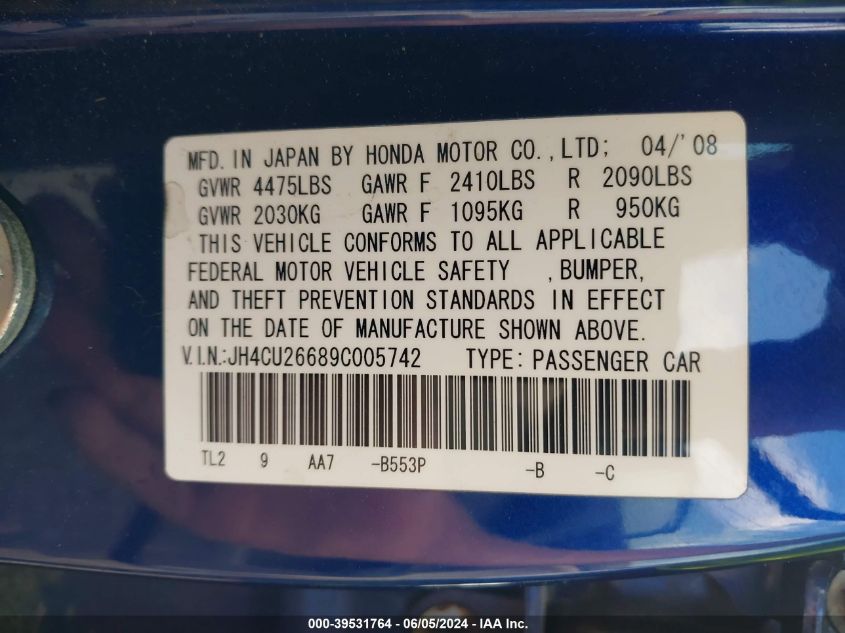 MFD. IN JAPAN BY HONDA MOTOR CO., LTD; 04/'08
GVWR 4475LBS GAWR F 2410LBS R 2090LBS
GVWR 2030KG GAWR F 1095KG R 950KG
THIS VEHICLE CONFORMS TO ALL APPLICABLE
FEDERAL MOTOR VEHICLE SAFETY , BUMPER,
AND THEFT PREVENTION STANDARDS IN EFFECT
ON THE DATE OF MANUFACTURE SHOWN ABOVE.
V.I.N.:JH4CU26689C005742 TYPE: PASSENGER CAR
TL2 9 AA7 -B553P -B -C
000-39531764 - 06/05/2024 - IAA Inc.